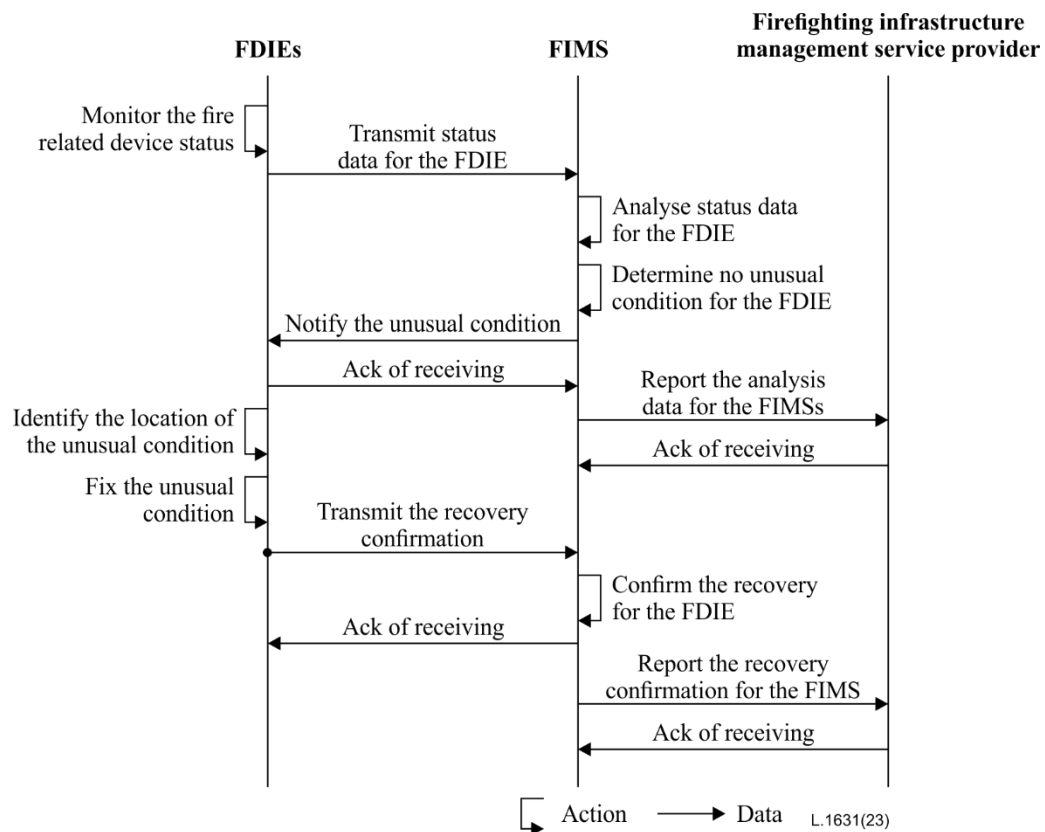 Firefighting infrastructure
management service provider
FDIEs
FIMS
Monitor the fire
related device status
Transmit status
data for the FDIE
Analyse status data
for the FDIE
Determine no unusual
condition for the FDIE
Notify the unusual condition
Ack of receiving
Report the analysis
data for the FIMSs
Identify the location of
the unusual condition
Ack of receiving
Fix the unusual
condition
Transmit the recovery
confirmation
Confirm the recovery
for the FDIE
Ack of receiving
Report the recovery
confirmation for the FIMS
Ack of receiving
Action
Data
L.1631(23)